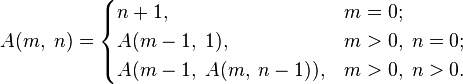 A(m, n) = { n + 1, m = 0;
A(m − 1, 1), m > 0, n = 0;
A(m − 1, A(m, n − 1)), m > 0, n > 0.